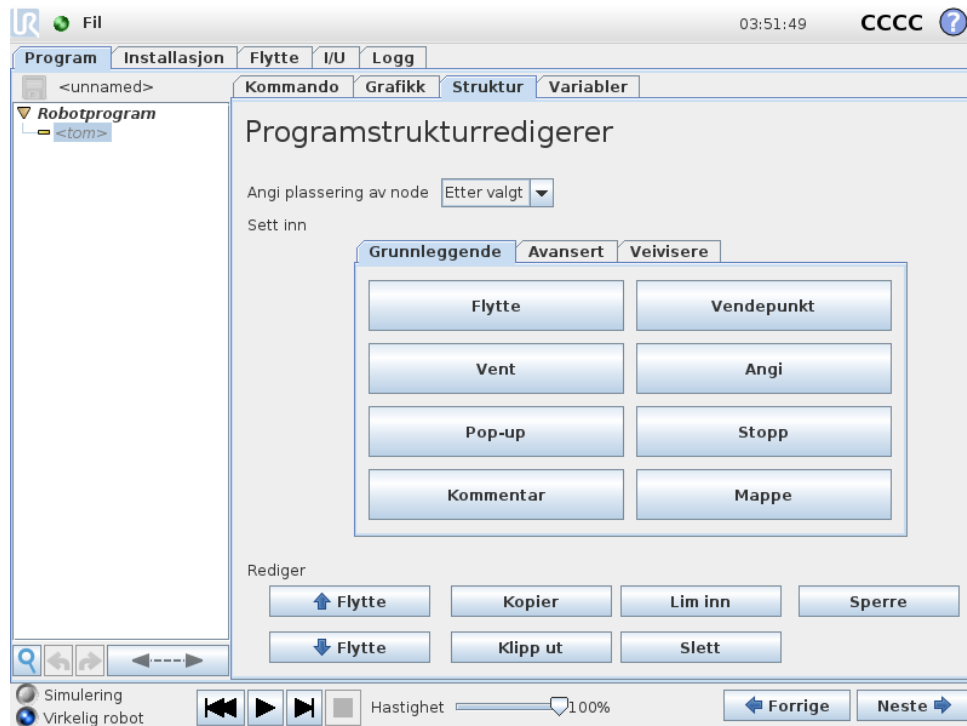 UR Fil 03:51:49 CCCC ?
Program Installasjon Flytte I/U Logg
<unnamed> Kommando Grafikk Struktur Variabler
Robotprogram
<tom>
Programstrukturredigerer
Angi plassering av node Etter valgt
Sett inn
Grunnleggende Avansert Veivisere
Flytte Vendepunkt
Vent Angi
Pop-up Stopp
Kommentar Mappe
Rediger
Flytte Kopier Lim inn Sperre
Flytte Klipp ut Slett
Simulering
Virkelig robot Hastighet 100% Forrige Neste